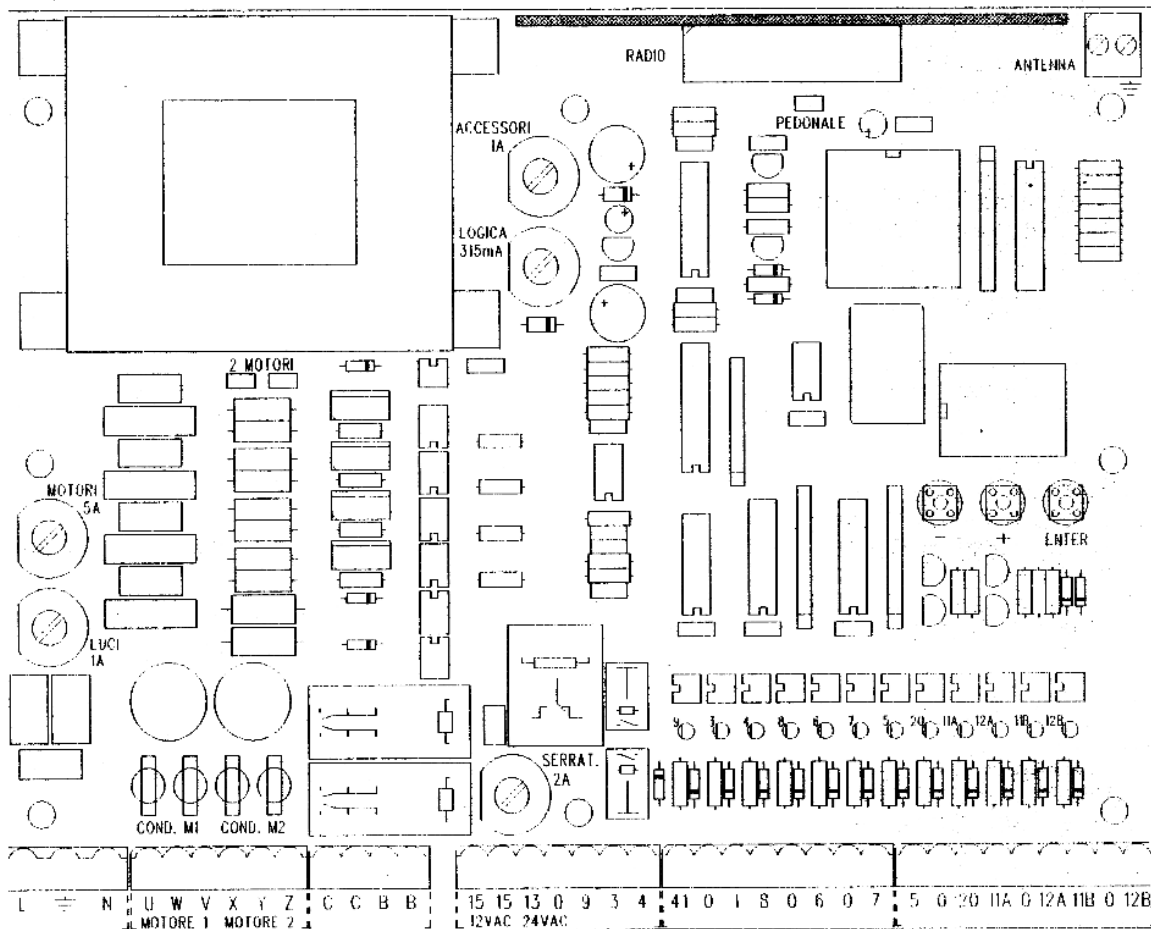 RADIO
ANTENNA
ACCESSORI
1A
PEDONALE
LOGICA
315mA
2 MOTORI
MOTORI
5A
- + ENTER
LUCI
1A
9 3 4 8 6 7 5 20 11A 12A 11B 12B
SERRAT.
2A
COND. M1 COND. M2
L N U W V X Y Z C C B B 15 15 13 0 9 3 4 41 0 1 8 0 6 0 7 5 0 20 11A 0 12A 11B 0 12B
MOTORE 1 MOTORE 2 12VAC 24VAC